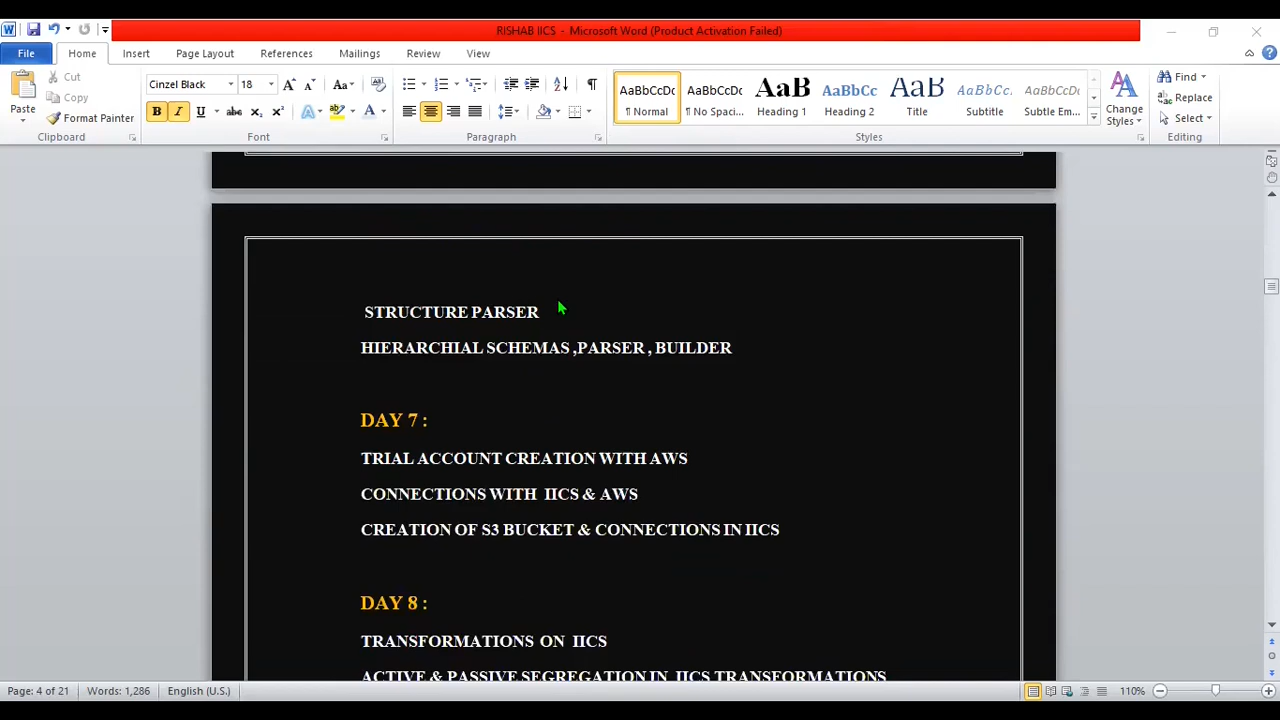 RISHAB IICS - Microsoft Word (Product Activation Failed)
File Home Insert Page Layout References Mailings Review View
Paste
Cut
Copy
Format Painter
Clipboard
Cinzel Black 18
Font
Paragraph
AaBbCcDc AaBbCcDc AaB AaBbCc AaB AaBbCc. AaBbCcDc
¶ Normal ¶ No Spaci... Heading 1 Heading 2 Title Subtitle Subtle Em...
Styles
Change Styles
Find
Replace
Select
Editing
STRUCTURE PARSER
HIERARCHIAL SCHEMAS ,PARSER , BUILDER
DAY 7 :
TRIAL ACCOUNT CREATION WITH AWS
CONNECTIONS WITH IICS & AWS
CREATION OF S3 BUCKET & CONNECTIONS IN IICS
DAY 8 :
TRANSFORMATIONS ON IICS
ACTIVE & PASSIVE SEGREGATION IN IICS TRANSFORMATIONS
Page: 4 of 21 Words: 1,286 English (U.S.) 110%